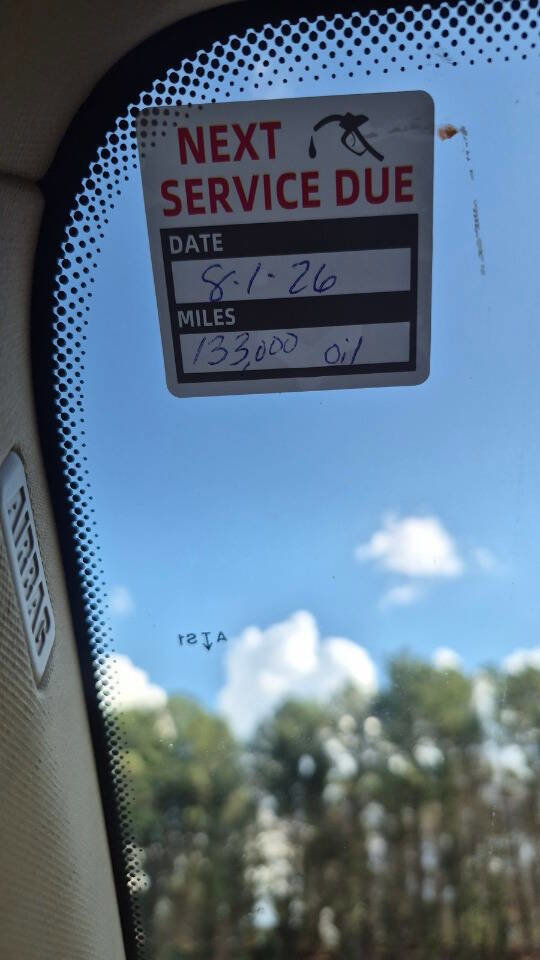 NEXT
SERVICE DUE
DATE
8-1-26
MILES
133,000 oil
AIRBAG
AS1